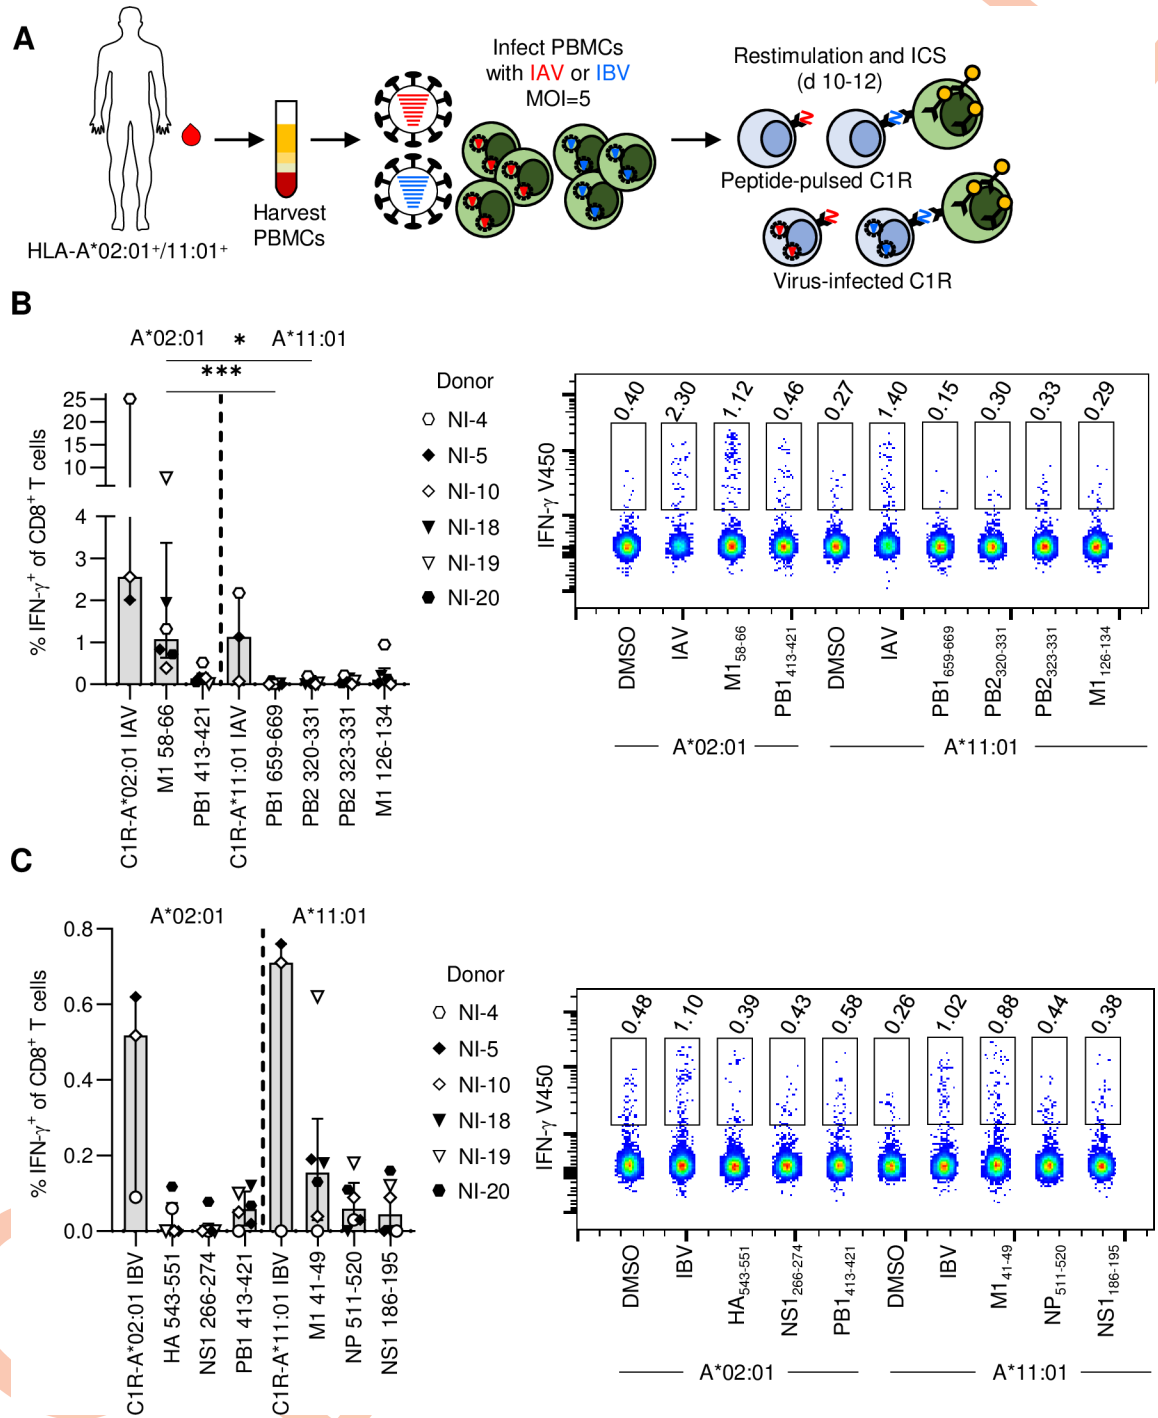 A
HLA-A*02:01⁺/11:01⁺
Harvest
PBMCs
Infect PBMCs
with IAV or IBV
MOI=5
Restimulation and ICS
(d 10-12)
Peptide-pulsed C1R
Virus-infected C1R
B
A*02:01 * A*11:01
***
% IFN-γ⁺ of CD8⁺ T cells
25
20
15
10
4
3
2
1
0
C1R-A*02:01 IAV
M1 58-66
PB1 413-421
C1R-A*11:01 IAV
PB1 659-669
PB2 320-331
PB2 323-331
M1 126-134
Donor
NI-4
NI-5
NI-10
NI-18
NI-19
NI-20
IFN-γ V450
0.40
2.30
1.12
0.46
0.27
1.40
0.15
0.30
0.33
0.29
DMSO
IAV
M1₅₈₋₆₆
PB1₄₁₃₋₄₂₁
DMSO
IAV
PB1₆₅₉₋₆₆₉
PB2₃₂₀₋₃₃₁
PB2₃₂₃₋₃₃₁
M1₁₂₆₋₁₃₄
A*02:01
A*11:01
C
A*02:01
A*11:01
% IFN-γ⁺ of CD8⁺ T cells
0.8
0.6
0.4
0.2
0.0
C1R-A*02:01 IBV
HA 543-551
NS1 266-274
PB1 413-421
C1R-A*11:01 IBV
M1 41-49
NP 511-520
NS1 186-195
Donor
NI-4
NI-5
NI-10
NI-18
NI-19
NI-20
IFN-γ V450
0.48
1.10
0.39
0.43
0.58
0.26
1.02
0.88
0.44
0.38
DMSO
IBV
HA₅₄₃₋₅₅₁
NS1₂₆₆₋₂₇₄
PB1₄₁₃₋₄₂₁
DMSO
IBV
M1₄₁₋₄₉
NP₅₁₁₋₅₂₀
NS1₁₈₆₋₁₉₅
A*02:01
A*11:01